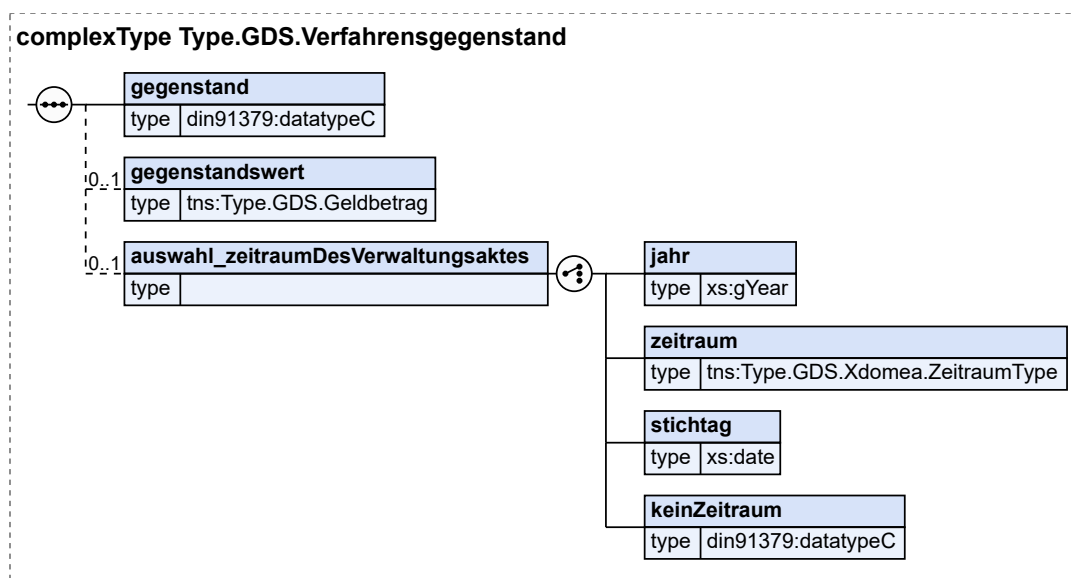 complexType Type.GDS.Verfahrensgegenstand
gegenstand
type din91379:datatypeC
0..1 gegenstandswert
type tns:Type.GDS.Geldbetrag
0..1 auswahl_zeitraumDesVerwaltungsaktes
type
jahr
type xs:gYear
zeitraum
type tns:Type.GDS.Xdomea.ZeitraumType
stichtag
type xs:date
keinZeitraum
type din91379:datatypeC